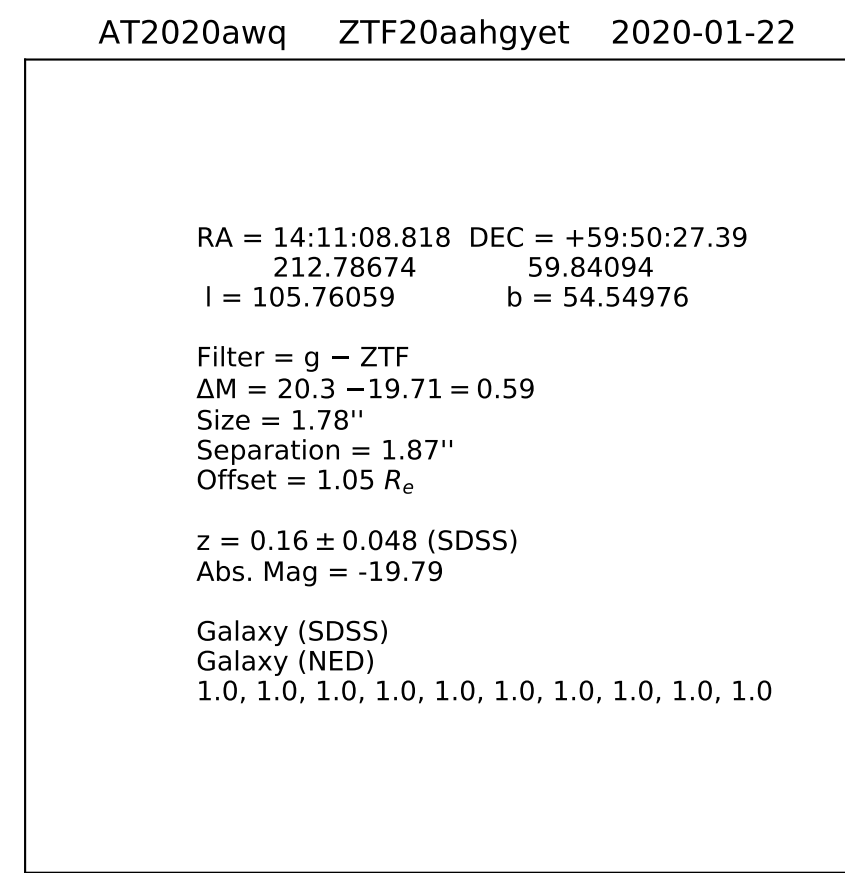 AT2020awq ZTF20aahgyet 2020-01-22
RA = 14:11:08.818 DEC = +59:50:27.39
212.78674 59.84094
l = 105.76059 b = 54.54976
Filter = g − ZTF
ΔM = 20.3 −19.71 = 0.59
Size = 1.78''
Separation = 1.87''
Offset = 1.05 Re
z = 0.16 ± 0.048 (SDSS)
Abs. Mag = -19.79
Galaxy (SDSS)
Galaxy (NED)
1.0, 1.0, 1.0, 1.0, 1.0, 1.0, 1.0, 1.0, 1.0, 1.0